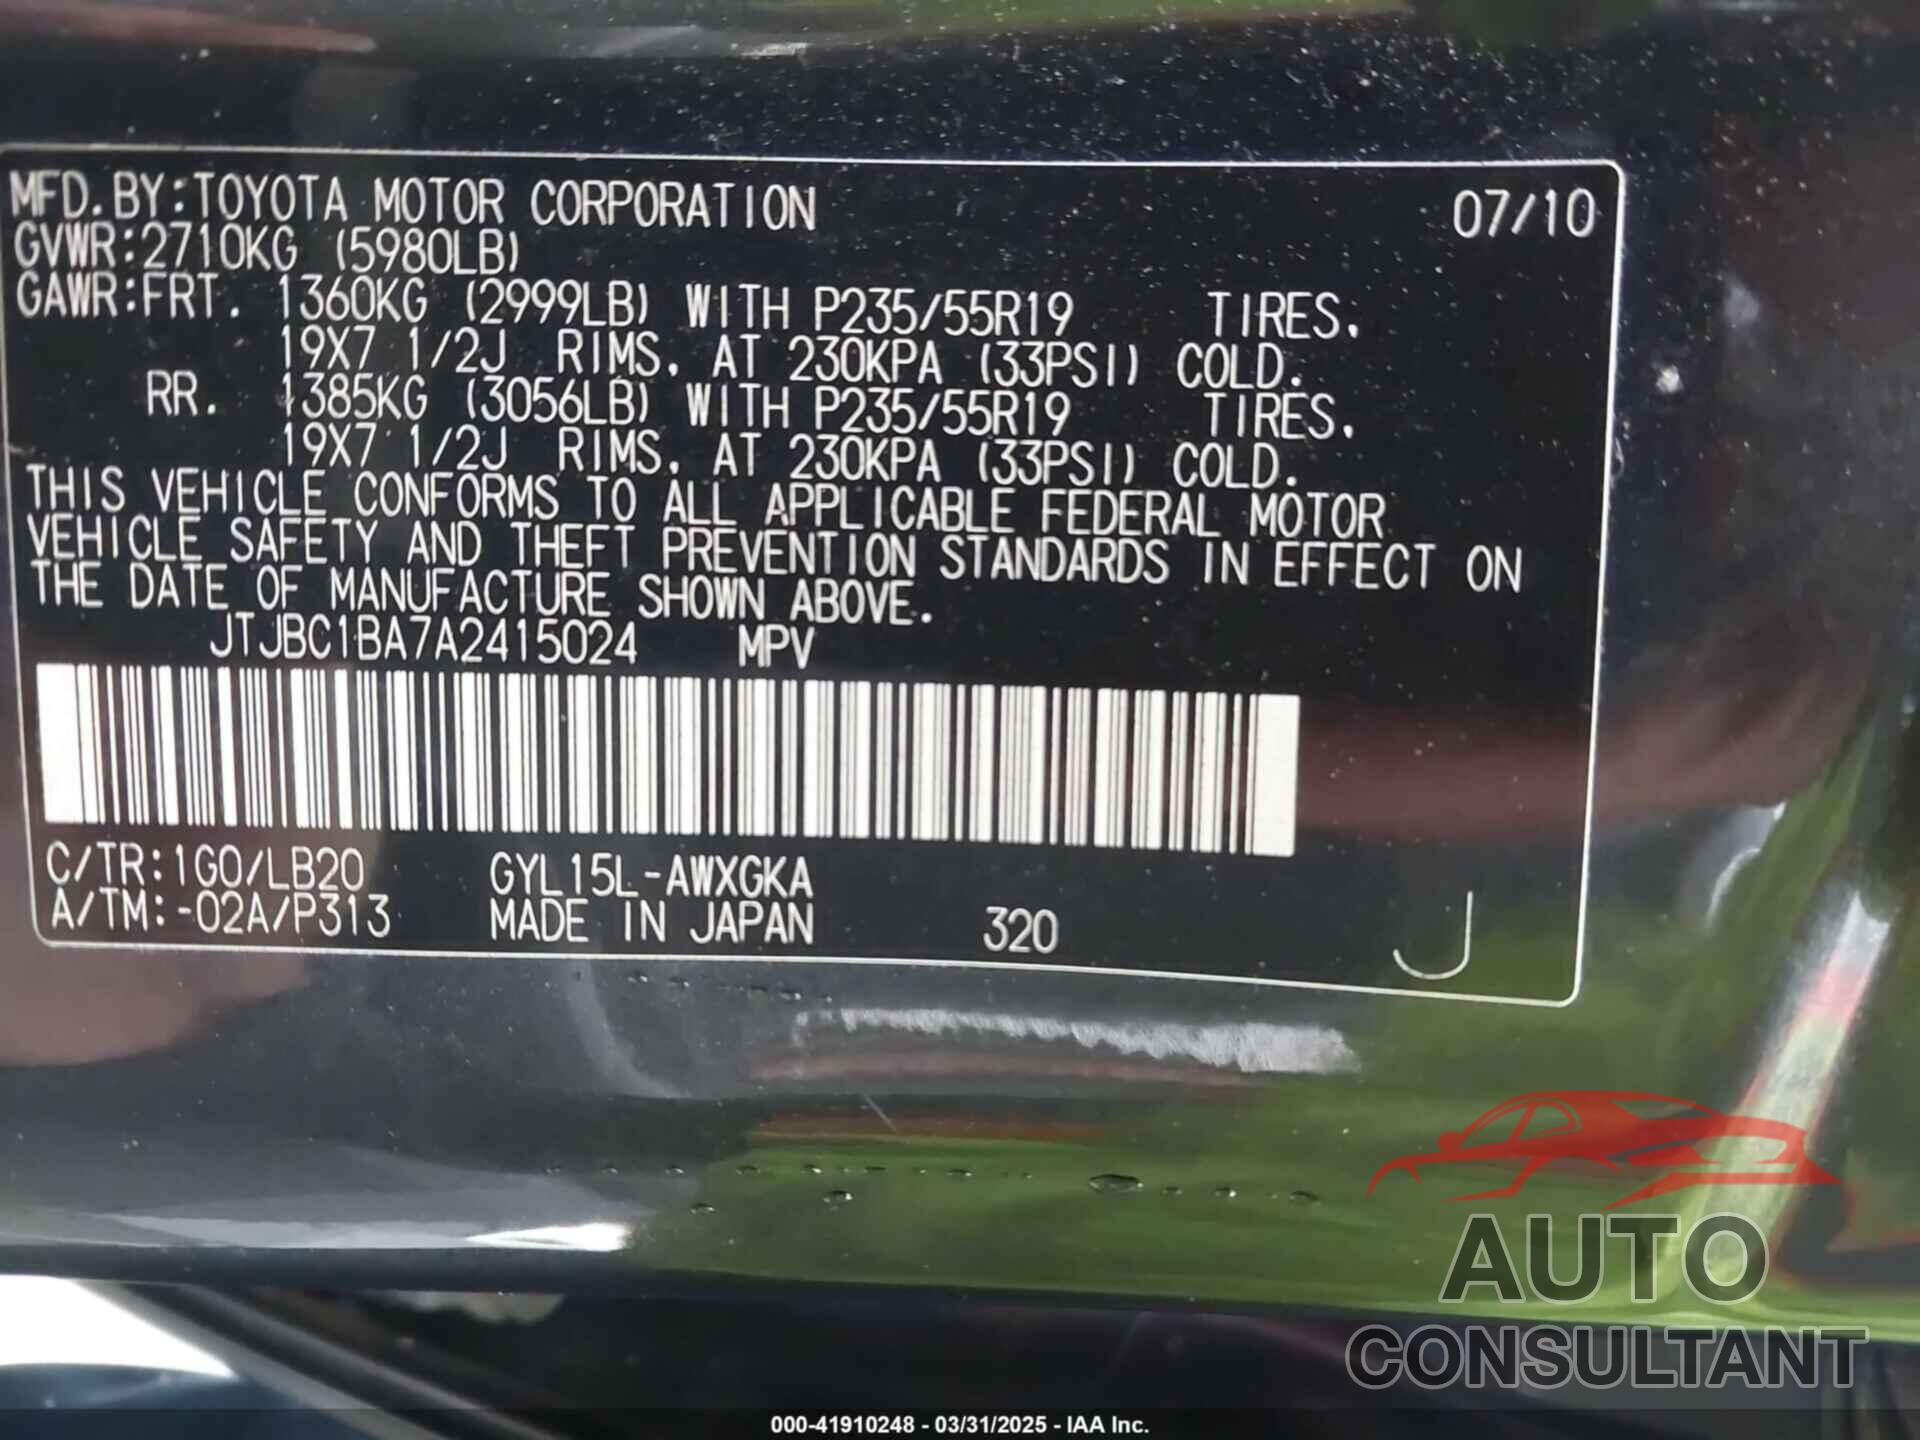 MFD.BY:TOYOTA MOTOR CORPORATION 07/10
GVWR:2710KG (5980LB)
GAWR:FRT. 1360KG (2999LB) WITH P235/55R19 TIRES,
19X7 1/2J RIMS, AT 230KPA (33PSI) COLD.
RR. 1385KG (3056LB) WITH P235/55R19 TIRES,
19X7 1/2J RIMS, AT 230KPA (33PSI) COLD.
THIS VEHICLE CONFORMS TO ALL APPLICABLE FEDERAL MOTOR
VEHICLE SAFETY AND THEFT PREVENTION STANDARDS IN EFFECT ON
THE DATE OF MANUFACTURE SHOWN ABOVE.
JTJBC1BA7A2415024 MPV
C/TR:1G0/LB20 GYL15L-AWXGKA
A/TM:-02A/P313 MADE IN JAPAN 320 J
AUTO
CONSULTANT
000-41910248 - 03/31/2025 - IAA Inc.